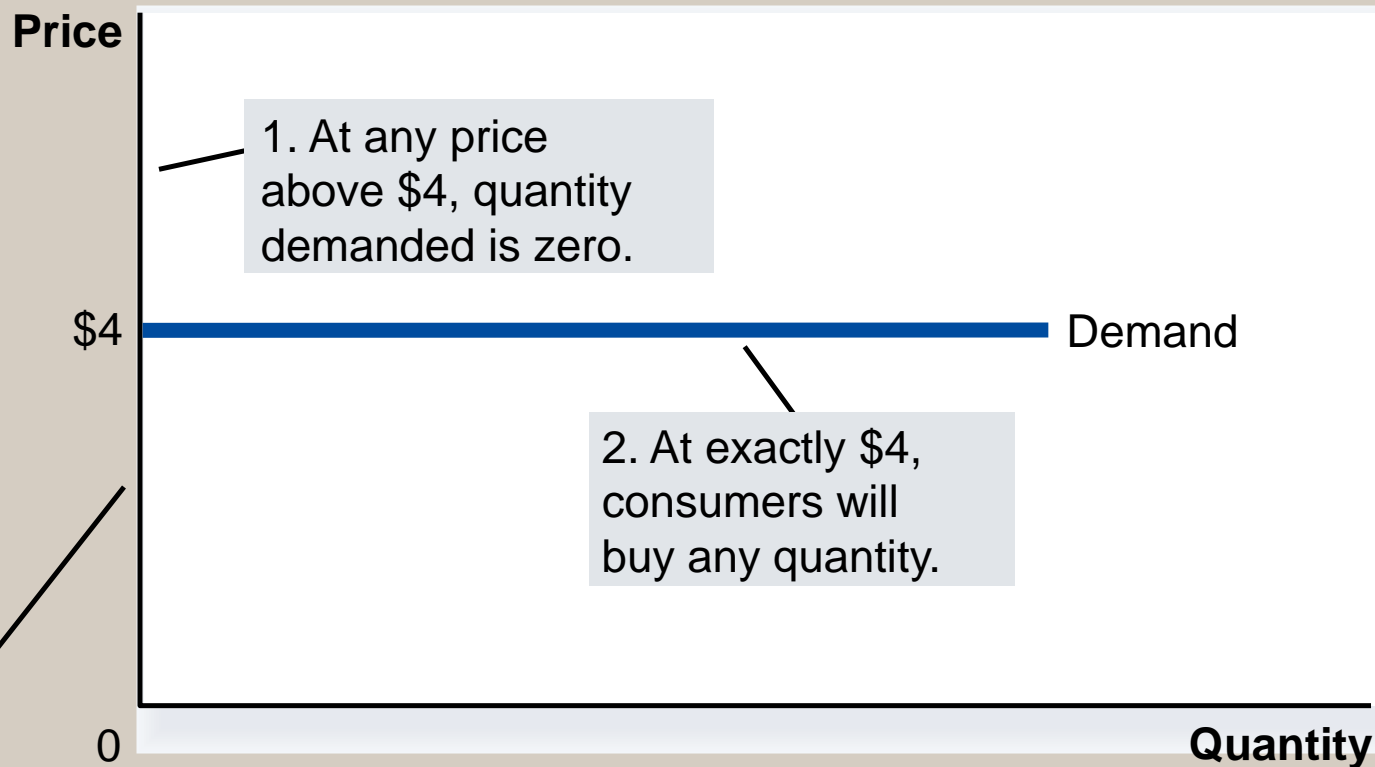 Price
1. At any price
above $4, quantity
demanded is zero.
$4
Demand
2. At exactly $4,
consumers will
buy any quantity.
0
Quantity